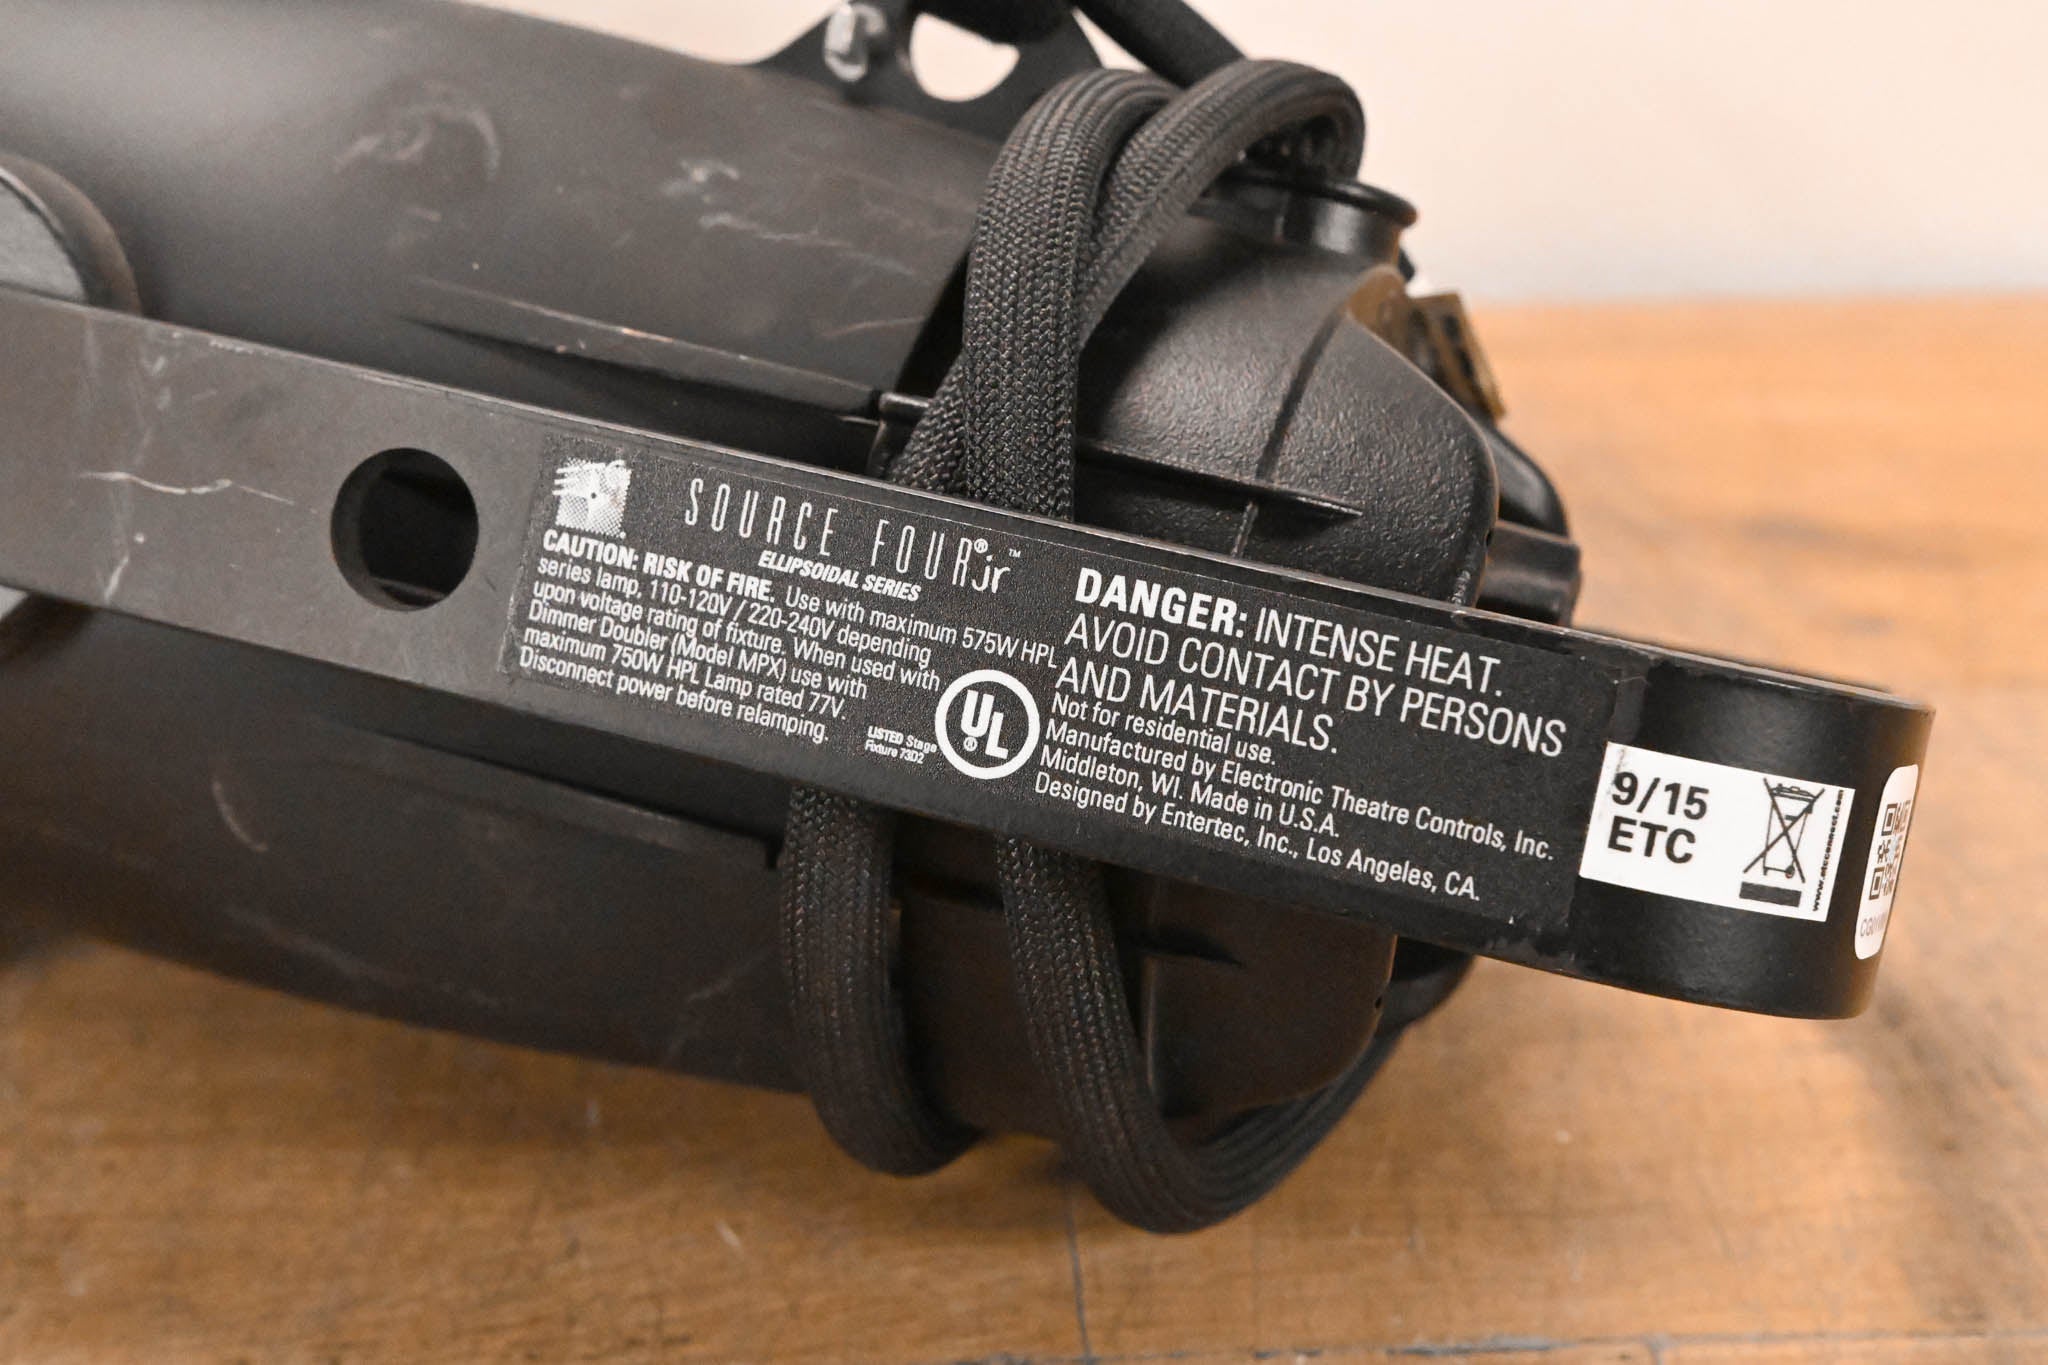 SOURCE FOUR® jr™
ELLIPSOIDAL SERIES
CAUTION: RISK OF FIRE. Use with maximum 575W HPL
series lamp, 110-120V / 220-240V depending
upon voltage rating of fixture. When used with
Dimmer Doubler (Model MPX) use with
maximum 750W HPL Lamp rated 77V.
Disconnect power before relamping.
LISTED Stage
Fixture 73D2
UL
®
DANGER: INTENSE HEAT.
AVOID CONTACT BY PERSONS
AND MATERIALS.
Not for residential use.
Manufactured by Electronic Theatre Controls, Inc.
Middleton, WI. Made in U.S.A.
Designed by Entertec, Inc., Los Angeles, CA.
9/15
ETC
www.etcconnect.com